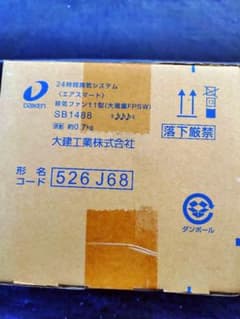 DAIKEN
24時間換気システム
〈エアスマート〉
排気ファン11型(大風量FPSW)
SB1488
質量 約0.7kg
大建工業株式会社
落下厳禁
形名
コード
526J68
ダンボール